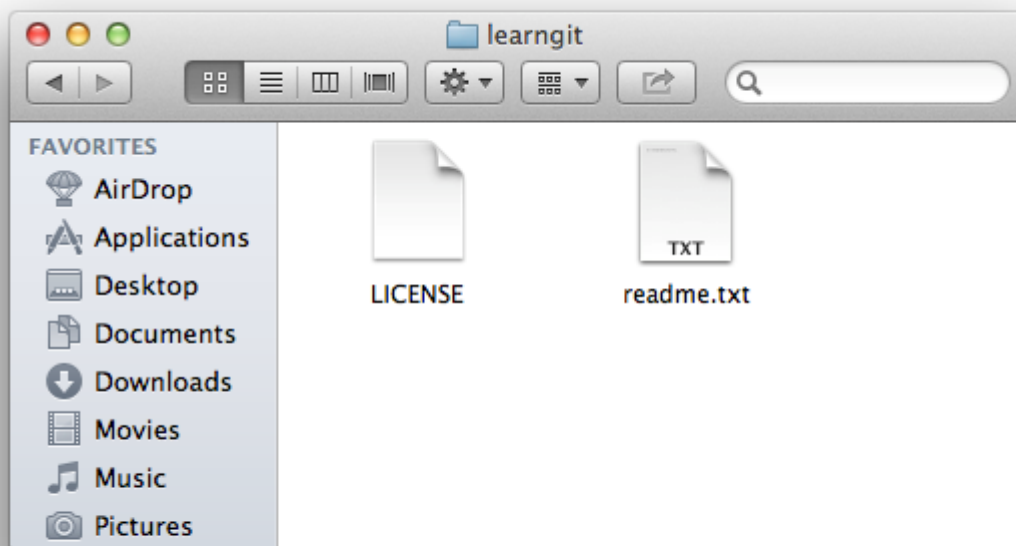 learngit
FAVORITES
AirDrop
Applications
Desktop
Documents
Downloads
Movies
Music
Pictures
TXT
LICENSE
readme.txt